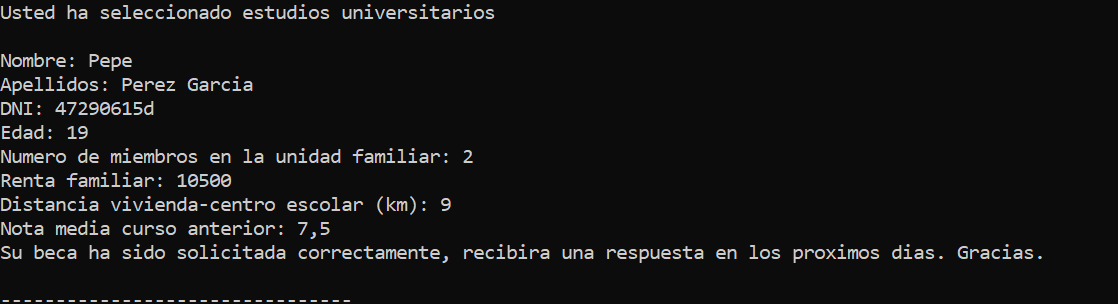 Usted ha seleccionado estudios universitarios
Nombre: Pepe
Apellidos: Perez Garcia
DNI: 47290615d
Edad: 19
Numero de miembros en la unidad familiar: 2
Renta familiar: 10500
Distancia vivienda-centro escolar (km): 9
Nota media curso anterior: 7,5
Su beca ha sido solicitada correctamente, recibira una respuesta en los proximos dias. Gracias.
--------------------------------